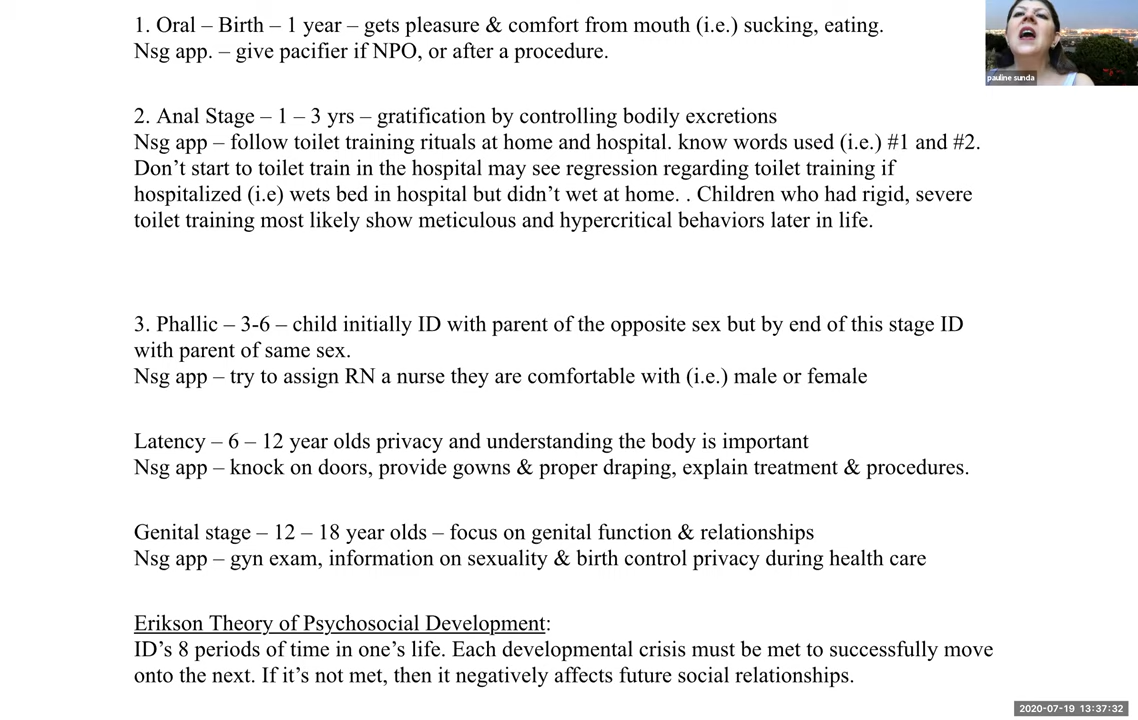 1. Oral – Birth – 1 year – gets pleasure & comfort from mouth (i.e.) sucking, eating.
Nsg app. – give pacifier if NPO, or after a procedure.
pauline sunda
2. Anal Stage – 1 – 3 yrs – gratification by controlling bodily excretions
Nsg app – follow toilet training rituals at home and hospital. know words used (i.e.) #1 and #2.
Don’t start to toilet train in the hospital may see regression regarding toilet training if
hospitalized (i.e) wets bed in hospital but didn’t wet at home. . Children who had rigid, severe
toilet training most likely show meticulous and hypercritical behaviors later in life.
3. Phallic – 3-6 – child initially ID with parent of the opposite sex but by end of this stage ID
with parent of same sex.
Nsg app – try to assign RN a nurse they are comfortable with (i.e.) male or female
Latency – 6 – 12 year olds privacy and understanding the body is important
Nsg app – knock on doors, provide gowns & proper draping, explain treatment & procedures.
Genital stage – 12 – 18 year olds – focus on genital function & relationships
Nsg app – gyn exam, information on sexuality & birth control privacy during health care
Erikson Theory of Psychosocial Development:
ID’s 8 periods of time in one’s life. Each developmental crisis must be met to successfully move
onto the next. If it’s not met, then it negatively affects future social relationships.
2020-07-19 13:37:32